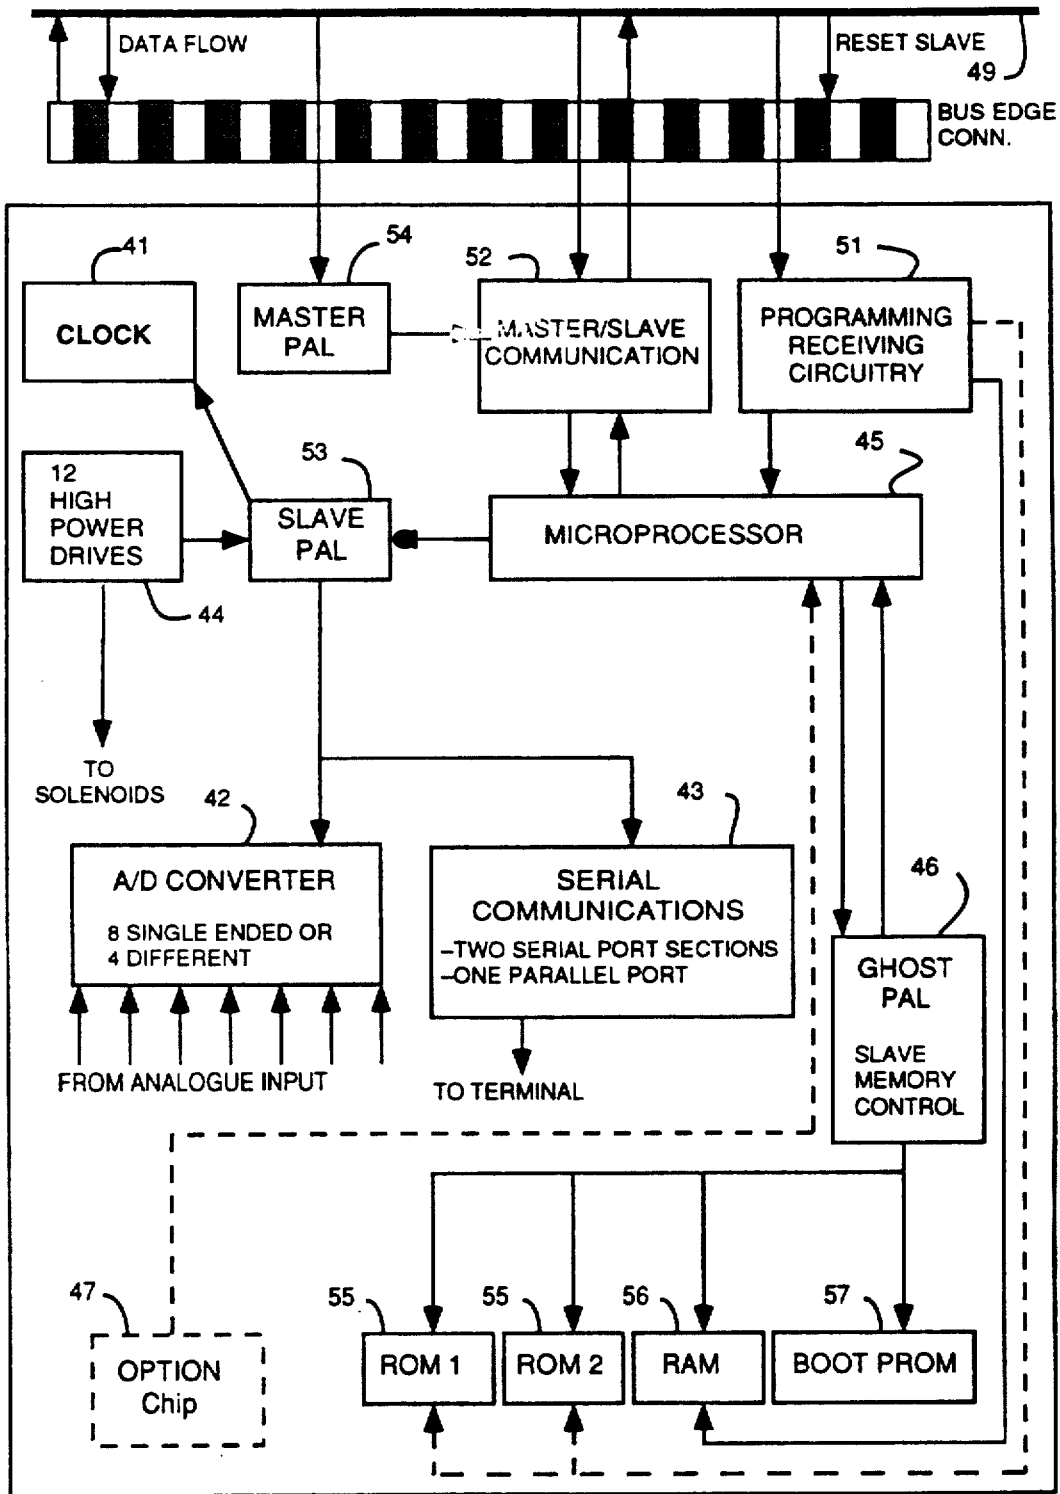 DATA FLOW
RESET SLAVE
49
BUS EDGE
CONN.
41
54
52
51
CLOCK
MASTER
PAL
MASTER/SLAVE
COMMUNICATION
PROGRAMMING
RECEIVING
CIRCUITRY
53
45
12
HIGH
POWER
DRIVES
SLAVE
PAL
MICROPROCESSOR
44
TO
SOLENOIDS
42
43
A/D CONVERTER
8 SINGLE ENDED OR
4 DIFFERENT
SERIAL
COMMUNICATIONS
–TWO SERIAL PORT SECTIONS
–ONE PARALLEL PORT
46
GHOST
PAL
SLAVE
MEMORY
CONTROL
FROM ANALOGUE INPUT
TO TERMINAL
47
55
55
56
57
OPTION
Chip
ROM 1
ROM 2
RAM
BOOT PROM